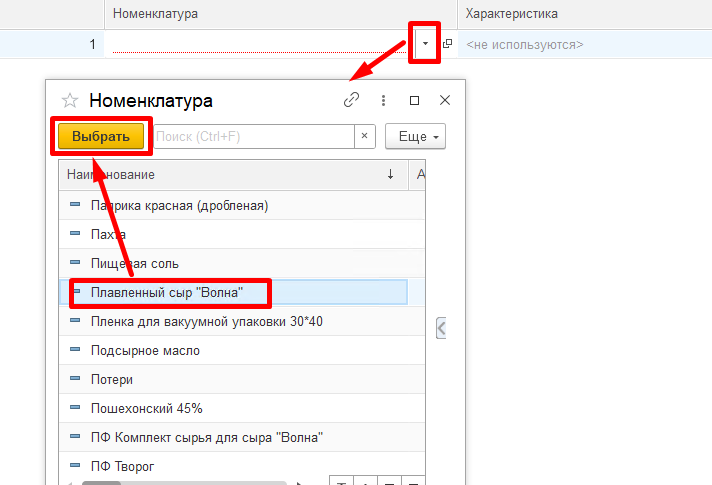 Номенклатура Характеристика
1 <не используются>
Номенклатура
Выбрать Поиск (Ctrl+F) × Еще
Наименование ↓ А
Паприка красная (дробленая)
Пахта
Пищевая соль
Плавленный сыр "Волна"
Пленка для вакуумной упаковки 30*40
Подсырное масло
Потери
Пошехонский 45%
ПФ Комплект сырья для сыра "Волна"
ПФ Творог